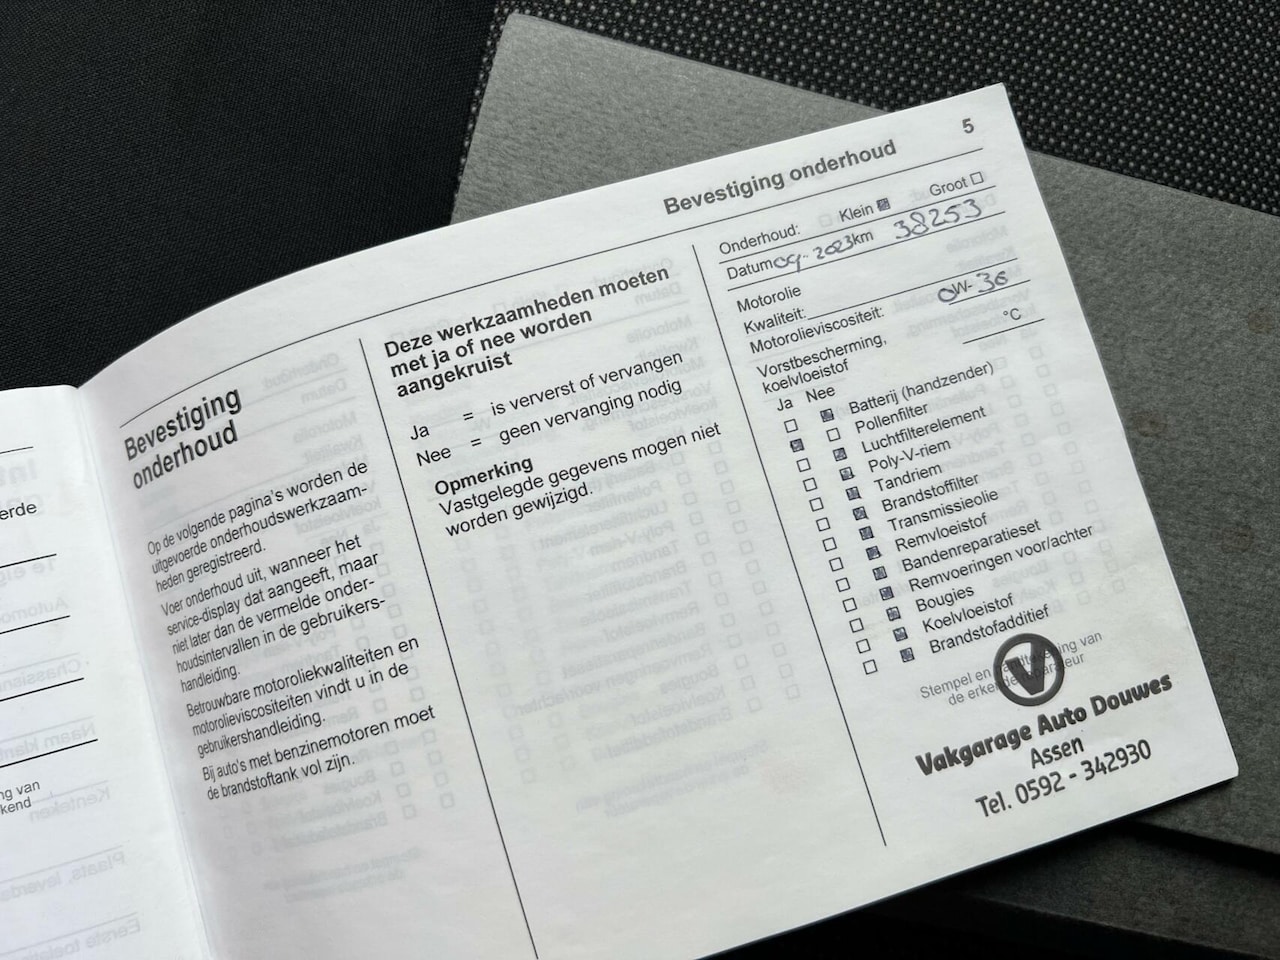 5
Bevestiging onderhoud
erde
ng van
kend
Bevestiging
onderhoud
Op de volgende pagina's worden de
uitgevoerde onderhoudswerkzaam-
heden geregistreerd.
Voer onderhoud uit, wanneer het
service-display dat aangeeft, maar
niet later dan de vermelde onder-
houdsintervallen in de gebruikers-
handleiding.
Betrouwbare motoroliekwaliteiten en
motorolieviscositeiten vindt u in de
gebruikershandleiding.
Bij auto's met benzinemotoren moet
de brandstoftank vol zijn.
Deze werkzaamheden moeten
met ja of nee worden
aangekruist
Ja = is ververst of vervangen
Nee = geen vervanging nodig
Opmerking
Vastgelegde gegevens mogen niet
worden gewijzigd.
Onderhoud: Klein Groot
Datum 09-2023 km 38253
Motorolie
Kwaliteit:
Motorolieviscositeit: 0W-30
Vorstbescherming,
koelvloeistof °C
Ja Nee
Batterij (handzender)
Pollenfilter
Luchtfilterelement
Poly-V-riem
Tandriem
Brandstoffilter
Transmissieolie
Remvloeistof
Bandenreparatieset
Remvoeringen voor/achter
Bougies
Koelvloeistof
Brandstofadditief
Stempel en handtekening van
de erkende reparateur
V
Vakgarage Auto Douwes
Assen
Tel. 0592 - 342930